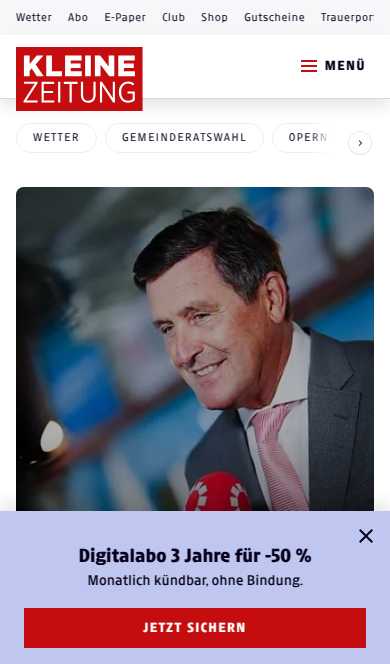 Wetter Abo E-Paper Club Shop Gutscheine Trauerpor
KLEINE
ZEITUNG
MENÜ
WETTER GEMEINDERATSWAHL OPERN
Digitalabo 3 Jahre für -50 %
Monatlich kündbar, ohne Bindung.
JETZT SICHERN